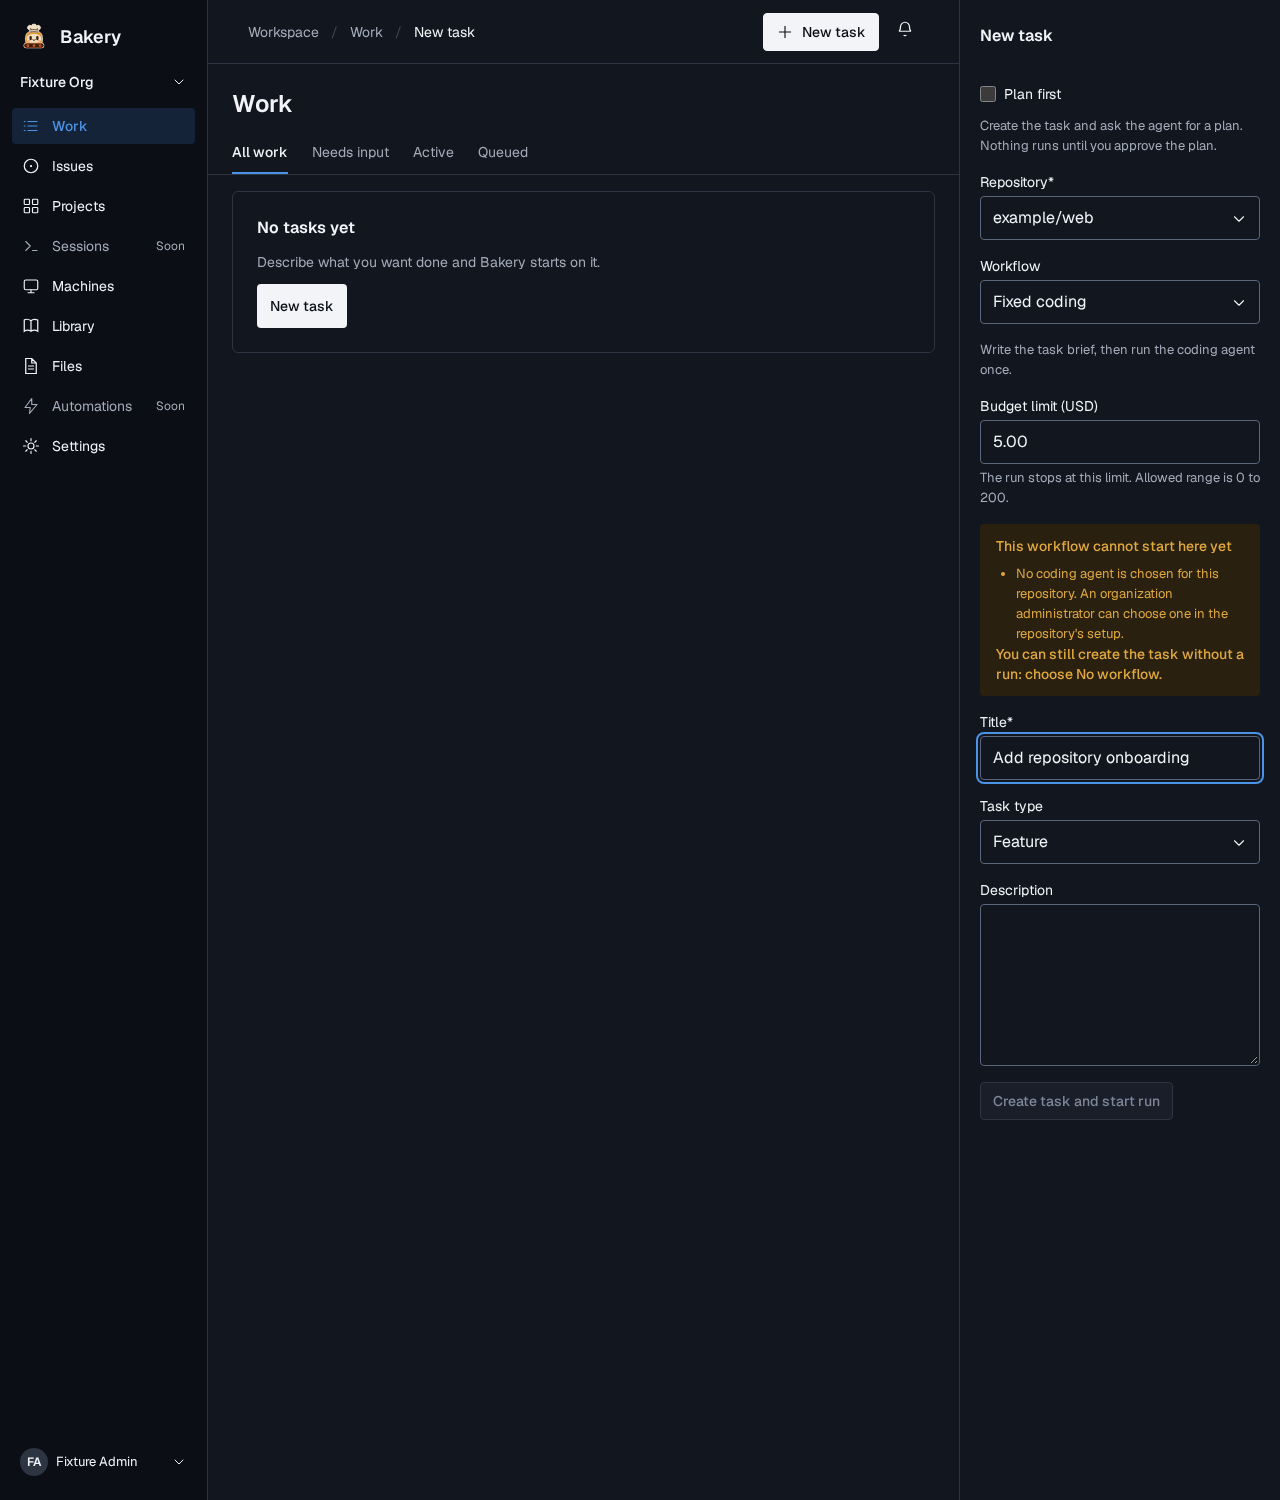 Bakery
Fixture Org
Work
Issues
Projects
Sessions Soon
Machines
Library
Files
Automations Soon
Settings
FA Fixture Admin
Workspace / Work / New task
New task
Work
All work Needs input Active Queued
No tasks yet
Describe what you want done and Bakery starts on it.
New task
New task
Plan first
Create the task and ask the agent for a plan.
Nothing runs until you approve the plan.
Repository*
example/web
Workflow
Fixed coding
Write the task brief, then run the coding agent
once.
Budget limit (USD)
5.00
The run stops at this limit. Allowed range is 0 to
200.
This workflow cannot start here yet
• No coding agent is chosen for this
repository. An organization
administrator can choose one in the
repository's setup.
You can still create the task without a
run: choose No workflow.
Title*
Add repository onboarding
Task type
Feature
Description
Create task and start run